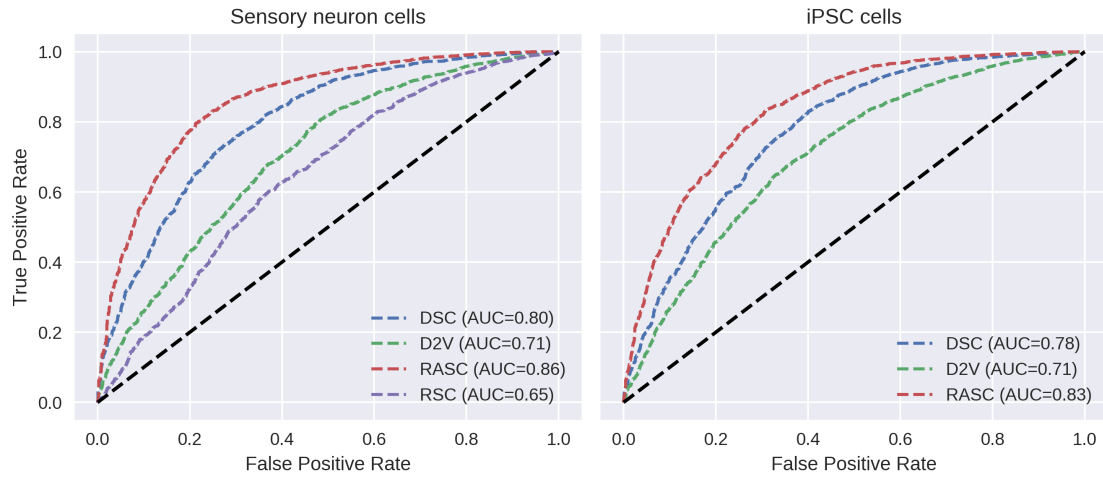 Sensory neuron cells
iPSC cells
True Positive Rate
1.0
0.8
0.6
0.4
0.2
0.0
DSC (AUC=0.80)
D2V (AUC=0.71)
RASC (AUC=0.86)
RSC (AUC=0.65)
0.0 0.2 0.4 0.6 0.8 1.0
False Positive Rate
DSC (AUC=0.78)
D2V (AUC=0.71)
RASC (AUC=0.83)
0.0 0.2 0.4 0.6 0.8 1.0
False Positive Rate